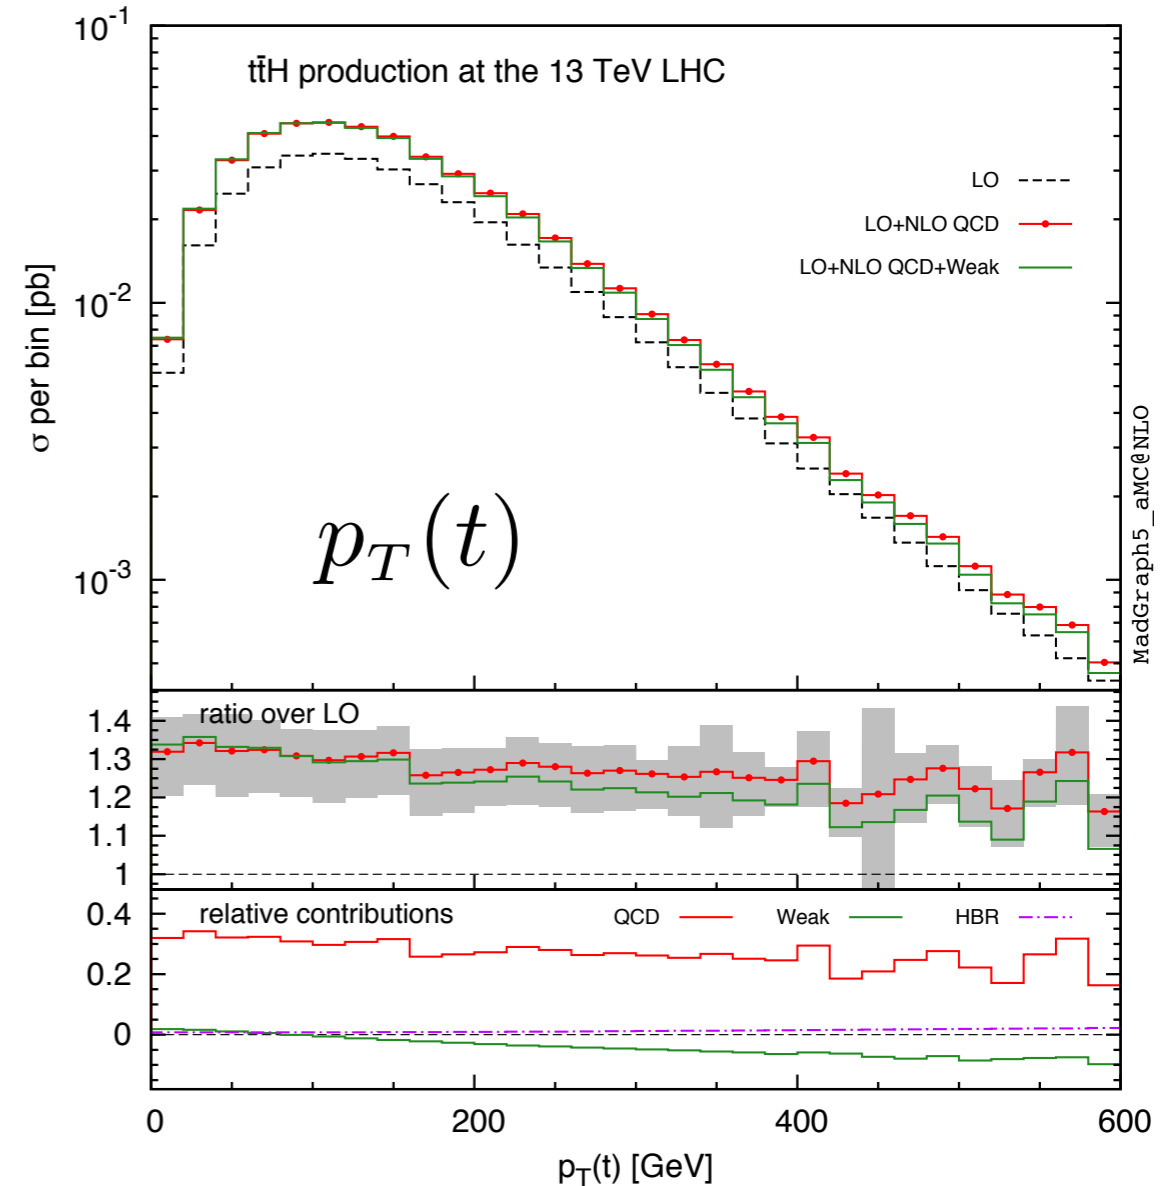 10⁻¹
tt̄H production at the 13 TeV LHC
LO
LO+NLO QCD
LO+NLO QCD+Weak
10⁻²
σ per bin [pb]
p_T(t)
10⁻³
MadGraph5_aMC@NLO
ratio over LO
1.4
1.3
1.2
1.1
1
relative contributions QCD Weak HBR
0.4
0.2
0
0 200 400 600
p_T(t) [GeV]